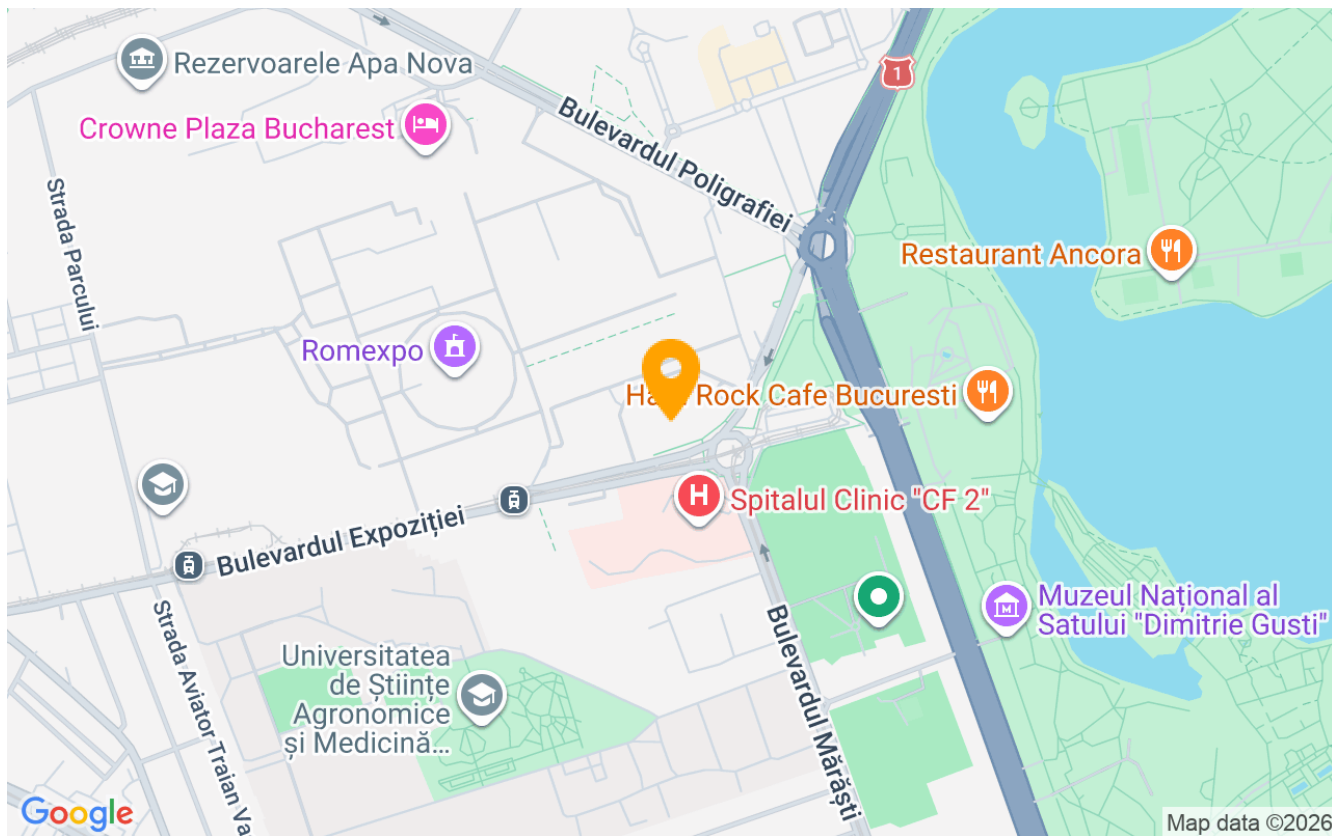 1
Rezervoarele Apa Nova
Crowne Plaza Bucharest
Bulevardul Poligrafiei
Strada Parcului
Restaurant Ancora
Romexpo
Rock Cafe Bucuresti
H
Spitalul Clinic "CF 2"
Bulevardul Expoziției
Muzeul Național al
Satului "Dimitrie Gusti"
Strada Aviator Traian
Universitatea
de Științe
Agronomice
și Medicină...
Bulevardul Mărăști
Google
Map data ©2026